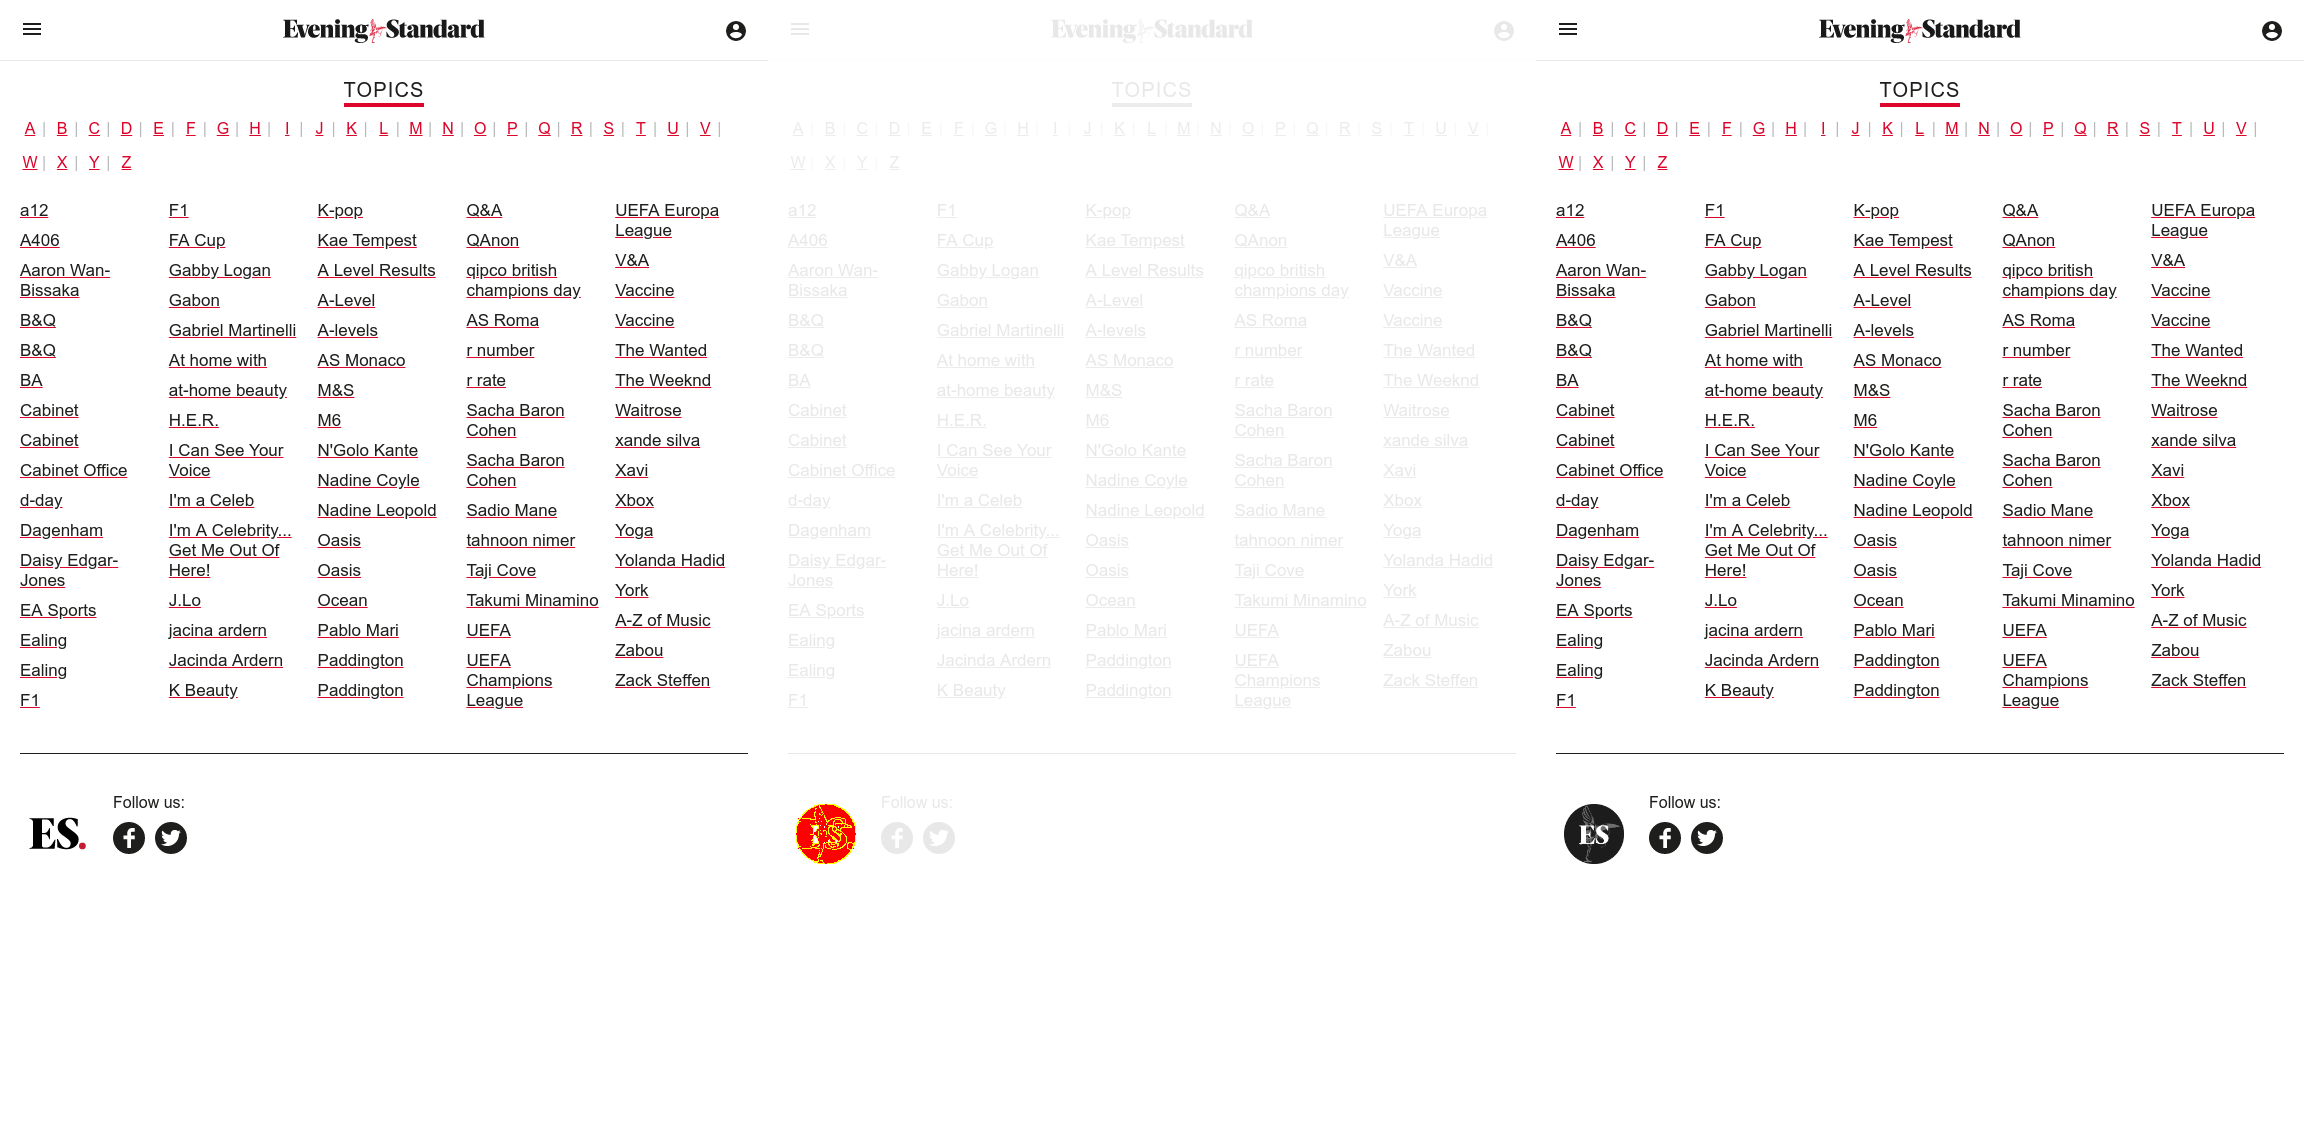 Evening Standard
TOPICS
A | B | C | D | E | F | G | H | I | J | K | L | M | N | O | P | Q | R | S | T | U | V |
W | X | Y | Z
a12
A406
Aaron Wan-
Bissaka
B&Q
B&Q
BA
Cabinet
Cabinet
Cabinet Office
d-day
Dagenham
Daisy Edgar-
Jones
EA Sports
Ealing
Ealing
F1
F1
FA Cup
Gabby Logan
Gabon
Gabriel Martinelli
At home with
at-home beauty
H.E.R.
I Can See Your
Voice
I'm a Celeb
I'm A Celebrity...
Get Me Out Of
Here!
J.Lo
jacina ardern
Jacinda Ardern
K Beauty
K-pop
Kae Tempest
A Level Results
A-Level
A-levels
AS Monaco
M&S
M6
N'Golo Kante
Nadine Coyle
Nadine Leopold
Oasis
Oasis
Ocean
Pablo Mari
Paddington
Paddington
Q&A
QAnon
qipco british
champions day
AS Roma
r number
r rate
Sacha Baron
Cohen
Sacha Baron
Cohen
Sadio Mane
tahnoon nimer
Taji Cove
Takumi Minamino
UEFA
UEFA
Champions
League
UEFA Europa
League
V&A
Vaccine
Vaccine
The Wanted
The Weeknd
Waitrose
xande silva
Xavi
Xbox
Yoga
Yolanda Hadid
York
A-Z of Music
Zabou
Zack Steffen
ES.
Follow us:
Evening Standard
TOPICS
A | B | C | D | E | F | G | H | I | J | K | L | M | N | O | P | Q | R | S | T | U | V |
W | X | Y | Z
a12
A406
Aaron Wan-
Bissaka
B&Q
B&Q
BA
Cabinet
Cabinet
Cabinet Office
d-day
Dagenham
Daisy Edgar-
Jones
EA Sports
Ealing
Ealing
F1
F1
FA Cup
Gabby Logan
Gabon
Gabriel Martinelli
At home with
at-home beauty
H.E.R.
I Can See Your
Voice
I'm a Celeb
I'm A Celebrity...
Get Me Out Of
Here!
J.Lo
jacina ardern
Jacinda Ardern
K Beauty
K-pop
Kae Tempest
A Level Results
A-Level
A-levels
AS Monaco
M&S
M6
N'Golo Kante
Nadine Coyle
Nadine Leopold
Oasis
Oasis
Ocean
Pablo Mari
Paddington
Paddington
Q&A
QAnon
qipco british
champions day
AS Roma
r number
r rate
Sacha Baron
Cohen
Sacha Baron
Cohen
Sadio Mane
tahnoon nimer
Taji Cove
Takumi Minamino
UEFA
UEFA
Champions
League
UEFA Europa
League
V&A
Vaccine
Vaccine
The Wanted
The Weeknd
Waitrose
xande silva
Xavi
Xbox
Yoga
Yolanda Hadid
York
A-Z of Music
Zabou
Zack Steffen
Follow us:
Evening Standard
TOPICS
A | B | C | D | E | F | G | H | I | J | K | L | M | N | O | P | Q | R | S | T | U | V |
W | X | Y | Z
a12
A406
Aaron Wan-
Bissaka
B&Q
B&Q
BA
Cabinet
Cabinet
Cabinet Office
d-day
Dagenham
Daisy Edgar-
Jones
EA Sports
Ealing
Ealing
F1
F1
FA Cup
Gabby Logan
Gabon
Gabriel Martinelli
At home with
at-home beauty
H.E.R.
I Can See Your
Voice
I'm a Celeb
I'm A Celebrity...
Get Me Out Of
Here!
J.Lo
jacina ardern
Jacinda Ardern
K Beauty
K-pop
Kae Tempest
A Level Results
A-Level
A-levels
AS Monaco
M&S
M6
N'Golo Kante
Nadine Coyle
Nadine Leopold
Oasis
Oasis
Ocean
Pablo Mari
Paddington
Paddington
Q&A
QAnon
qipco british
champions day
AS Roma
r number
r rate
Sacha Baron
Cohen
Sacha Baron
Cohen
Sadio Mane
tahnoon nimer
Taji Cove
Takumi Minamino
UEFA
UEFA
Champions
League
UEFA Europa
League
V&A
Vaccine
Vaccine
The Wanted
The Weeknd
Waitrose
xande silva
Xavi
Xbox
Yoga
Yolanda Hadid
York
A-Z of Music
Zabou
Zack Steffen
ES
Follow us: